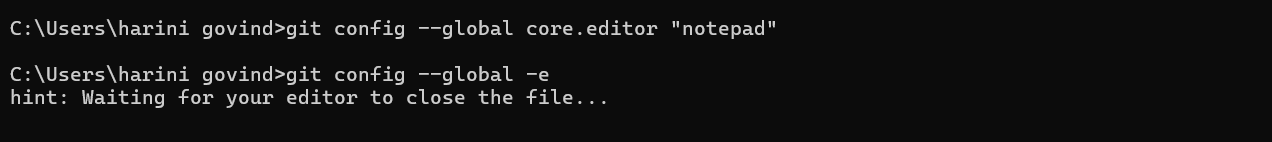 C:\Users\harini govind>git config --global core.editor "notepad"
C:\Users\harini govind>git config --global -e
hint: Waiting for your editor to close the file...